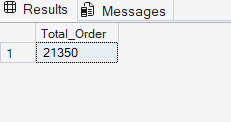 Results Messages
Total_Order
1 21350